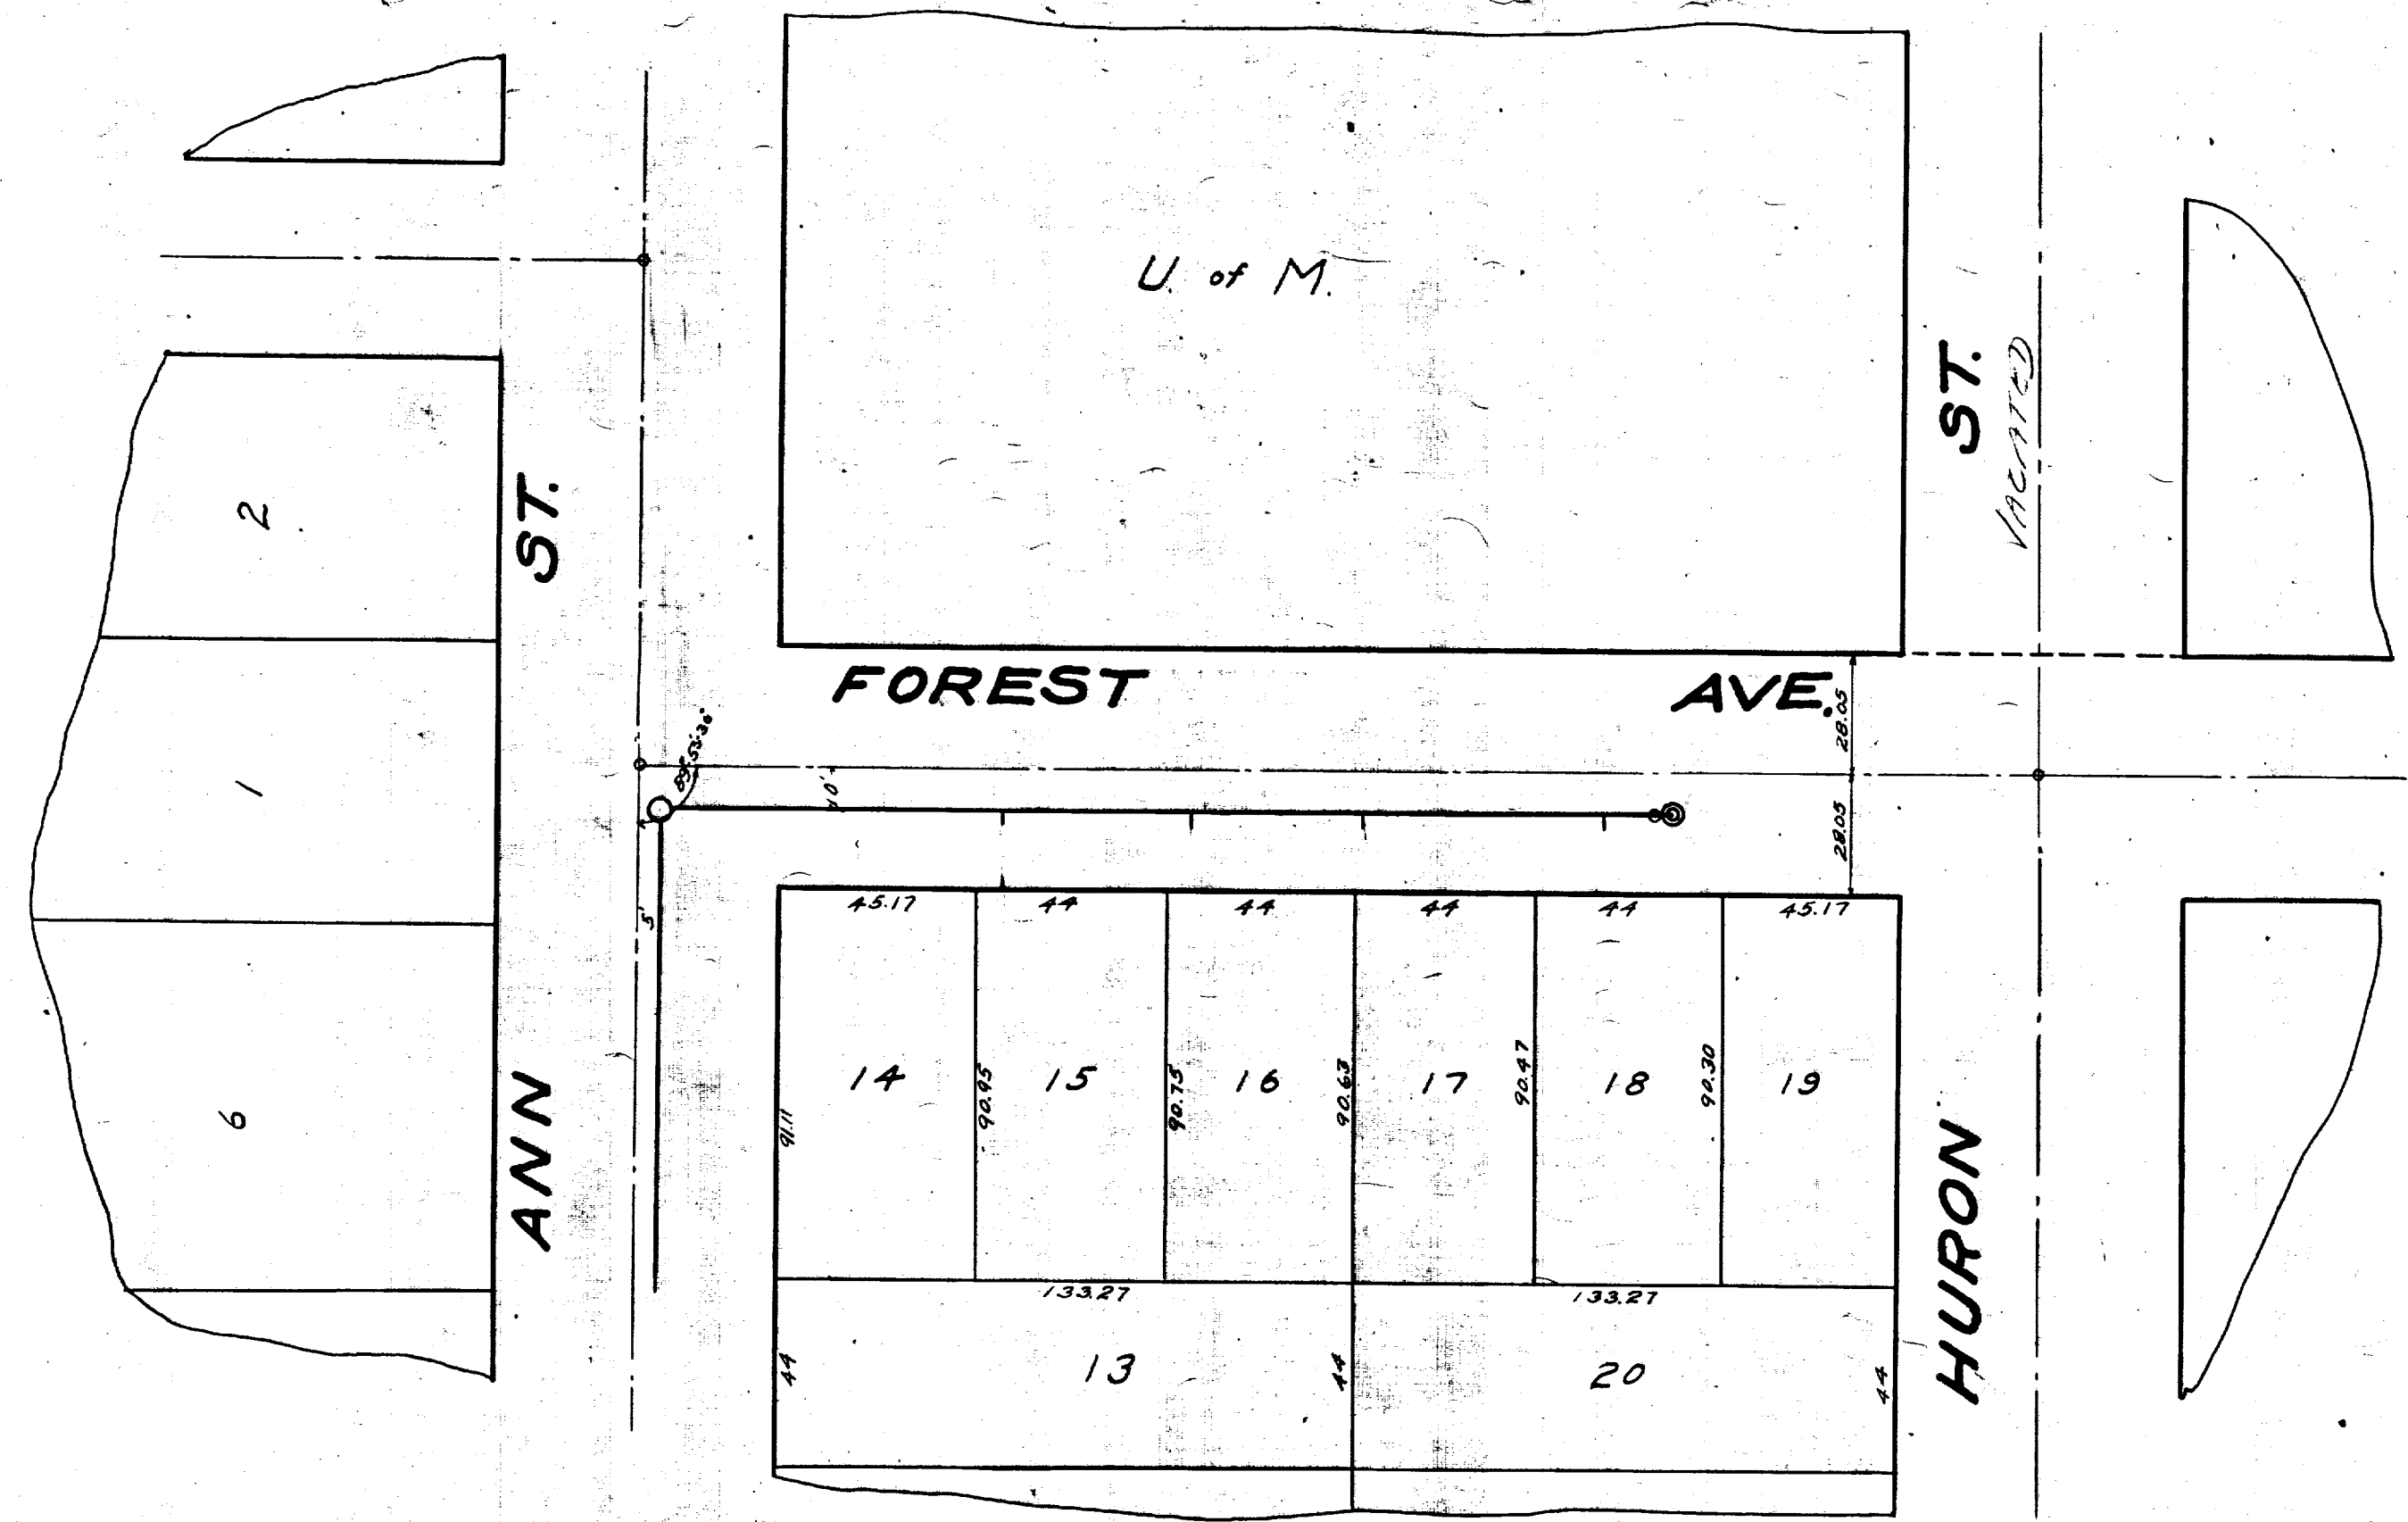 U. of M.
ST.
VACATED
2
ST.
FOREST AVE.
28.05
1
10'
28.05
5'
45.17 44 44 44 44 45.17
14 15 16 17 18 19
91.11 90.95 90.75 90.63 90.47 90.30
6
ANN
HURON
133.27 133.27
13 20
44 44 44